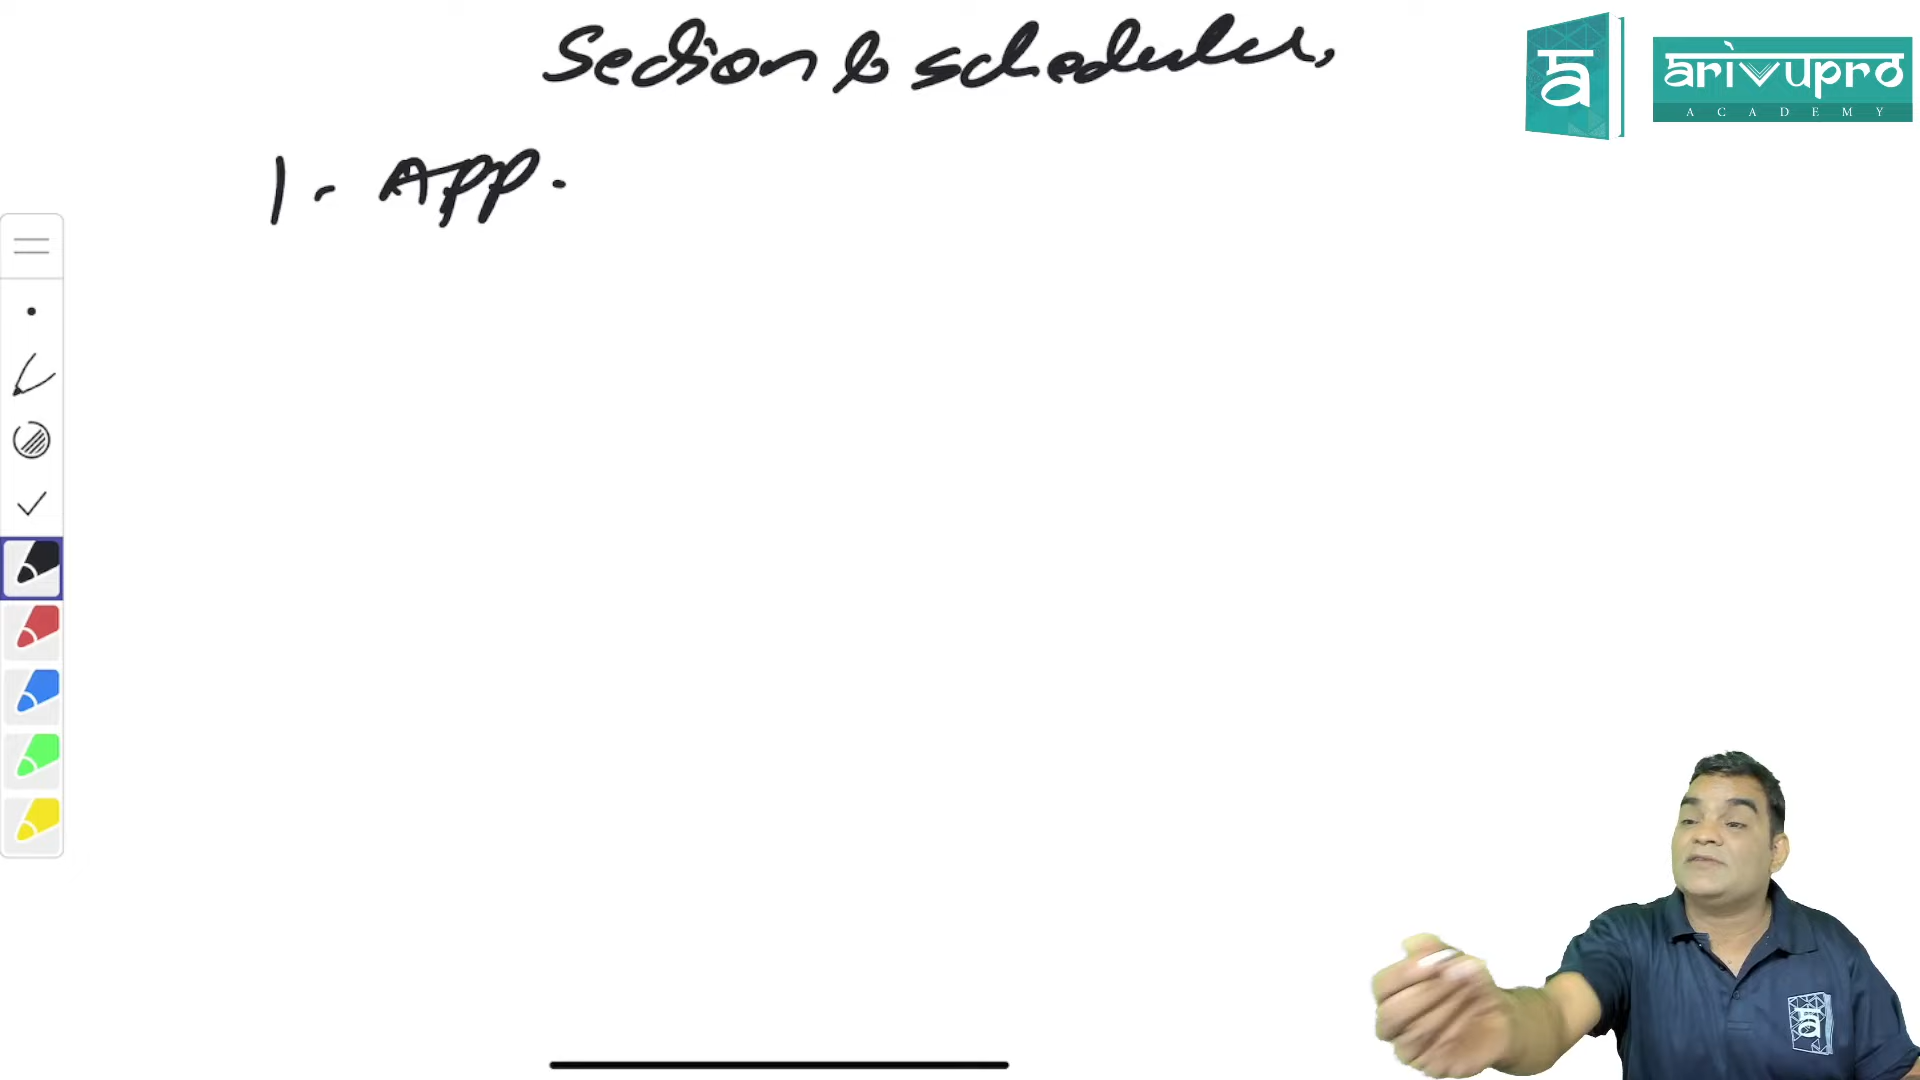 Section & schedules,
1. App.
ā arivupro
ACADEMY
ā